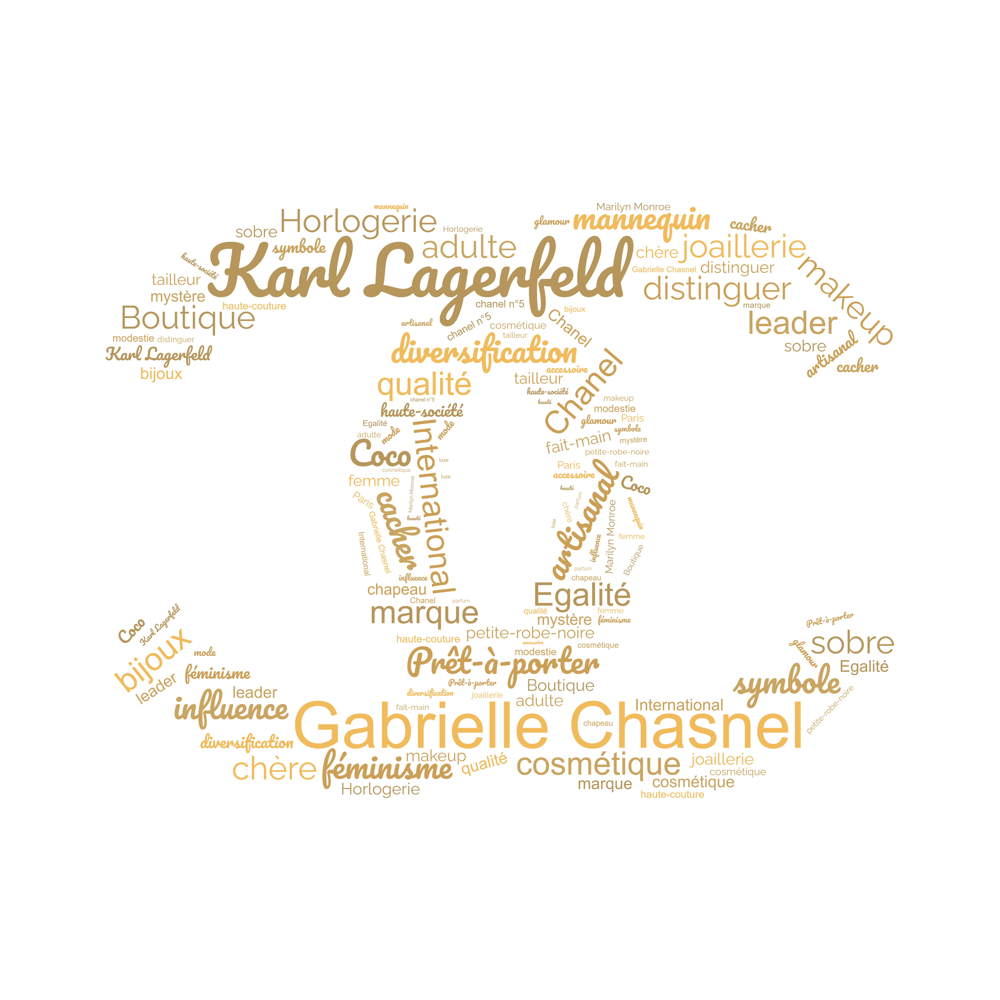 mannequin
Marilyn Monroe
Horlogerie
glamour
mannequin
cacher
sobre
Horlogerie
symbole
adulte
chère
joaillerie
haute-société
Karl Lagerfeld
Gabrielle Chasnel
distinguer
makeup
tailleur
mystère
distinguer
haute-couture
chanel n°5
marque
Boutique
bijoux
leader
artisanal
chanel n°5
cosmétique
Chanel
modestie
distinguer
tailleur
sobre
Karl Lagerfeld
diversification
artisanal
cacher
bijoux
accessoire
qualité
tailleur
Chanel
chanel n°5
haute-société
beauté
makeup
haute-société
modestie
Egalité
mode
mode
glamour
Paris
symbole
adulte
International
fait-main
mystère
Coco
petite-robe-noire
luxe
cosmétique
Paris
fait-main
femme
luxe
accessoire
artisanal
Coco
Paris
cacher
Marilyn Monroe
beauté
parfum
mannequin
Gabrielle Chasnel
beauté
chère
luxe
Marilyn Monroe
International
influence
femme
Boutique
parfum
influence
chapeau
chapeau
Egalité
Chanel
parfum
marque
qualité
femme
mystère
féminisme
Coco
Karl Lagerfeld
Prêt-à-porter
haute-couture
petite-robe-noire
bijoux
accessoire
cosmétique
glamour
sobre
mode
modestie
Prêt-à-porter
Egalité
leader
féminisme
symbole
Prêt-à-porter
Boutique
leader
diversification
joaillerie
adulte
petite-robe-noire
influence
fait-main
International
Gabrielle Chasnel
chapeau
diversification
makeup
qualité
joaillerie
chère
féminisme
cosmétique
cosmétique
marque
cosmétique
Horlogerie
haute-couture